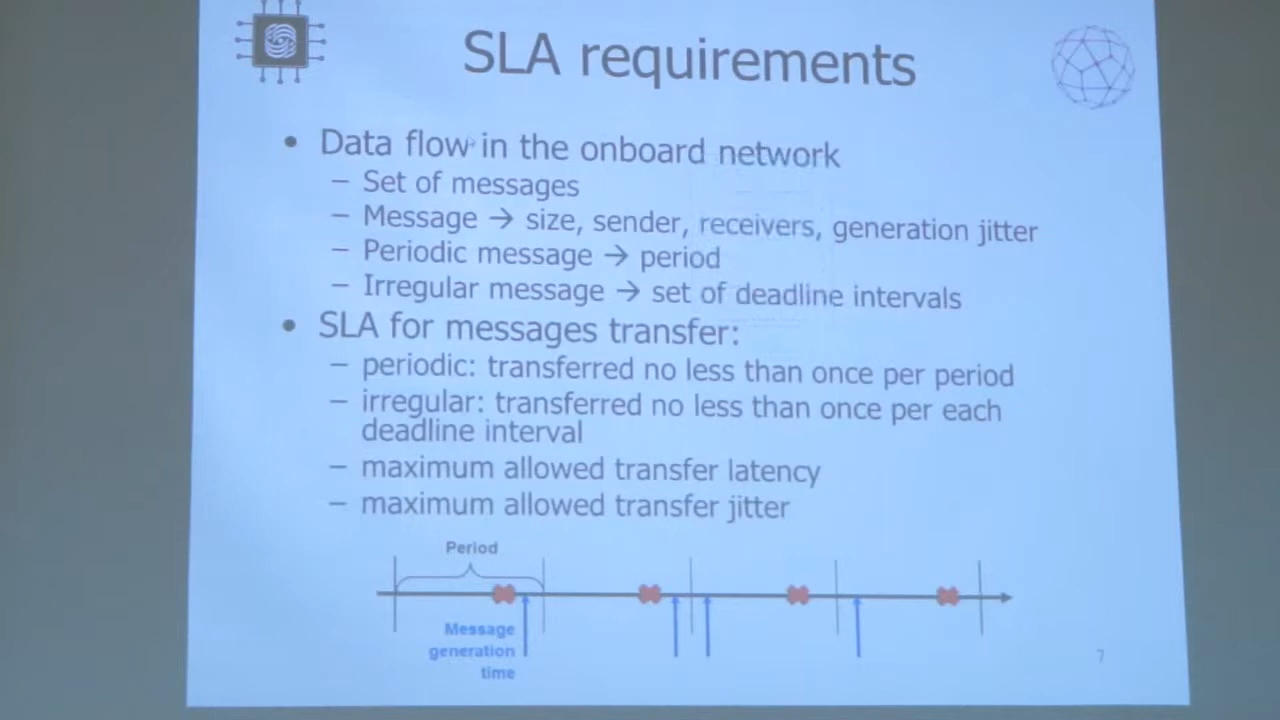 SLA requirements
• Data flow in the onboard network
– Set of messages
– Message → size, sender, receivers, generation jitter
– Periodic message → period
– Irregular message → set of deadline intervals
• SLA for messages transfer:
– periodic: transferred no less than once per period
– irregular: transferred no less than once per each
deadline interval
– maximum allowed transfer latency
– maximum allowed transfer jitter
Period
Message
generation
time
7